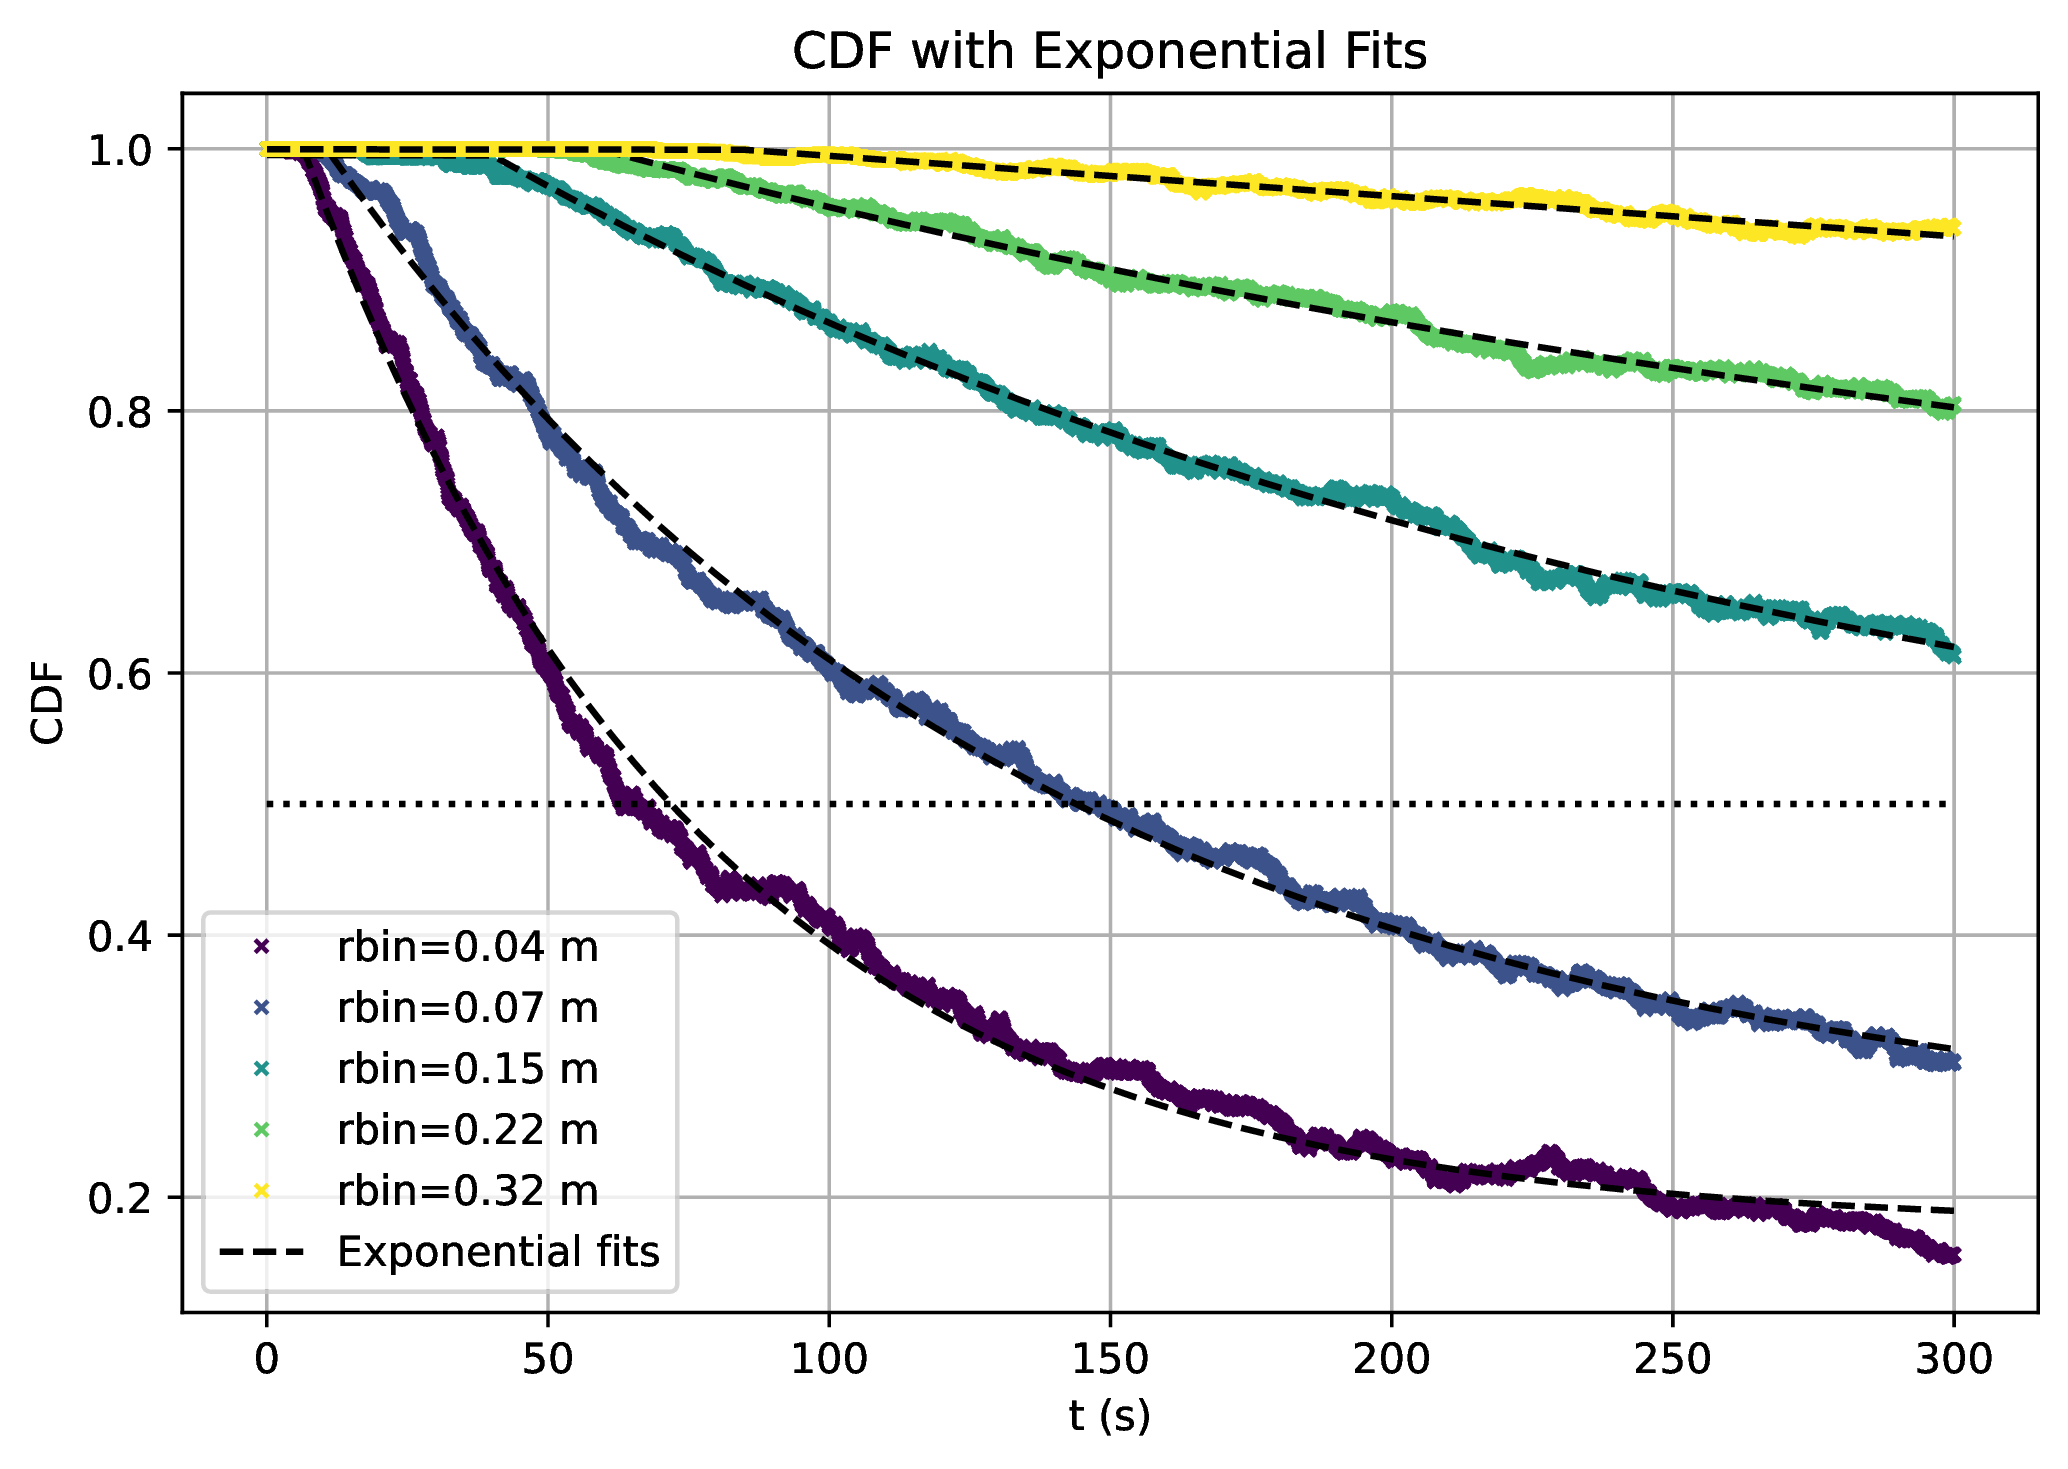 CDF with Exponential Fits
CDF
1.0
0.8
0.6
0.4
0.2
rbin=0.04 m
rbin=0.07 m
rbin=0.15 m
rbin=0.22 m
rbin=0.32 m
Exponential fits
0 50 100 150 200 250 300
t (s)